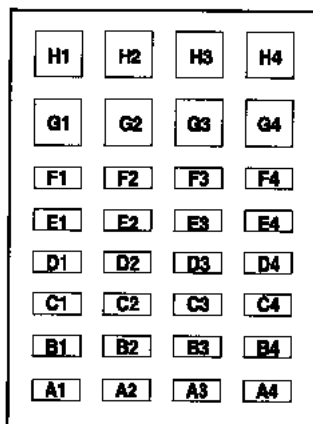 H1 H2 H3 H4
G1 G2 G3 G4
F1 F2 F3 F4
E1 E2 E3 E4
D1 D2 D3 D4
C1 C2 C3 C4
B1 B2 B3 B4
A1 A2 A3 A4